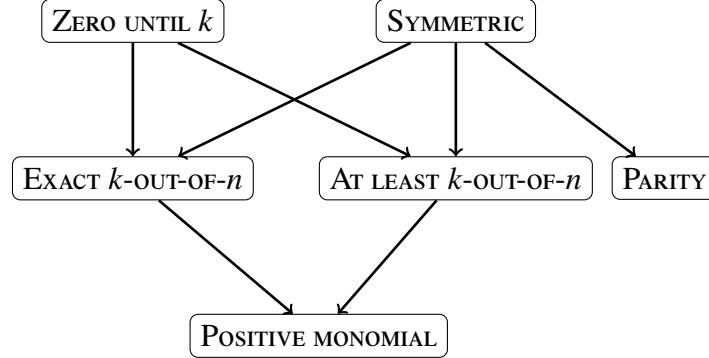 ZERO UNTIL k
SYMMETRIC
EXACT k-OUT-OF-n
AT LEAST k-OUT-OF-n
PARITY
POSITIVE MONOMIAL